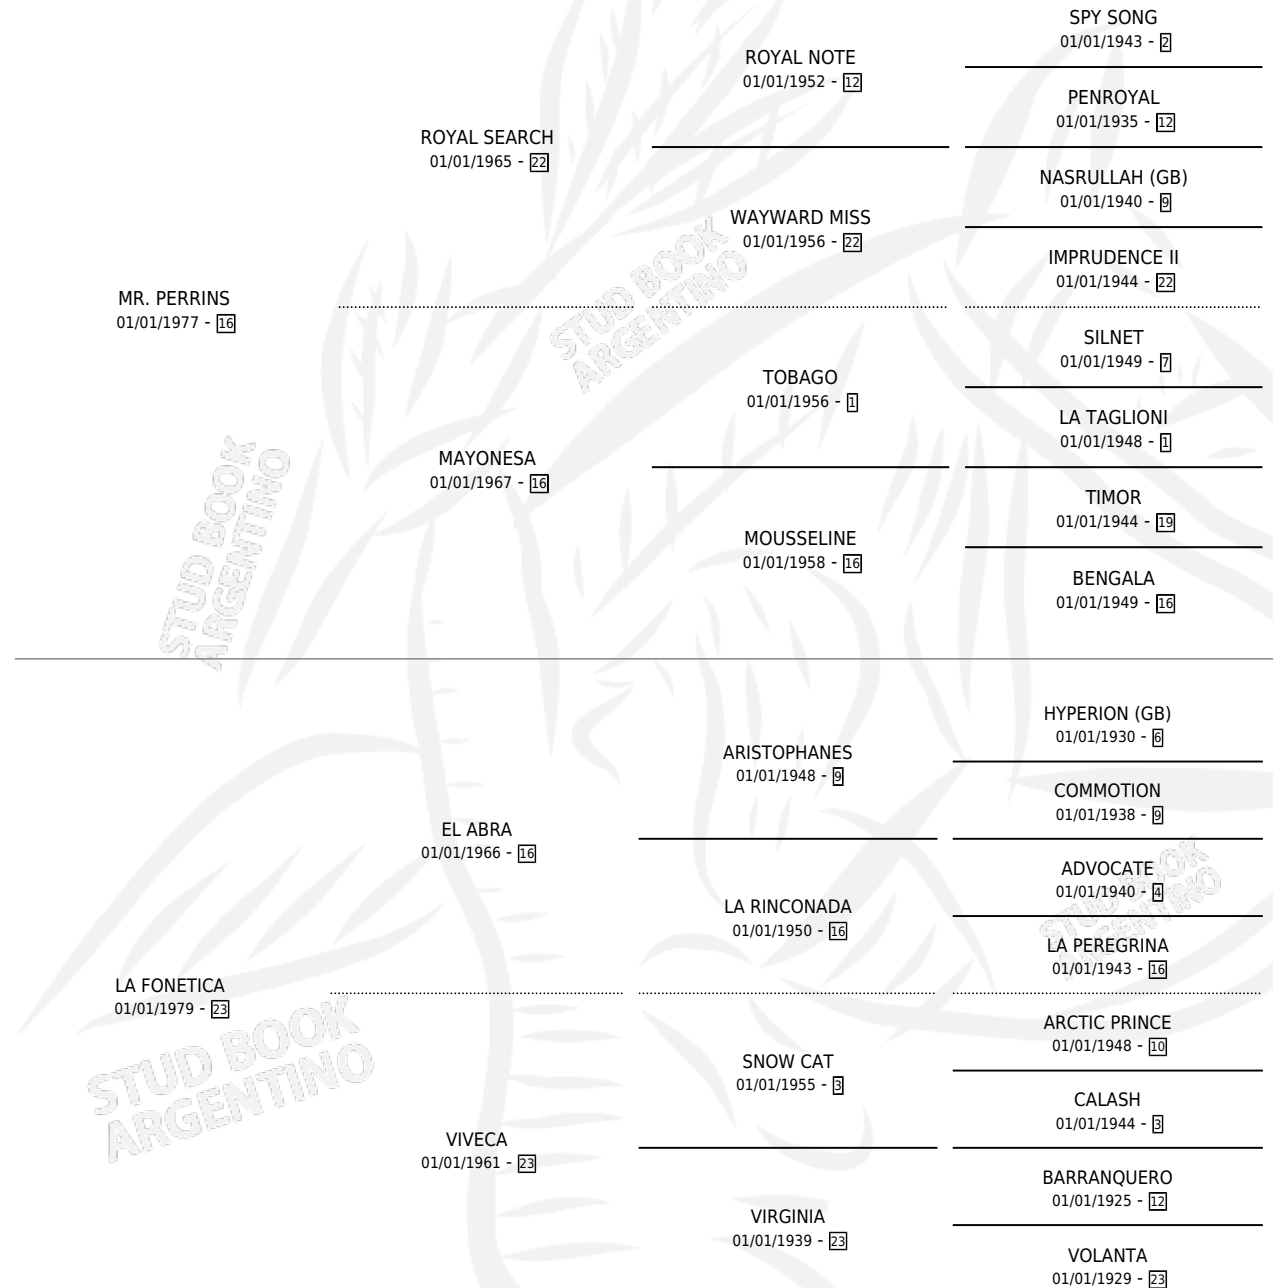 SPY SONG
01/01/1943 - 2
ROYAL NOTE
01/01/1952 - 12
PENROYAL
01/01/1935 - 12
ROYAL SEARCH
01/01/1965 - 22
NASRULLAH (GB)
01/01/1940 - 9
WAYWARD MISS
01/01/1956 - 22
IMPRUDENCE II
01/01/1944 - 22
MR. PERRINS
01/01/1977 - 16
STUD BOOK
ARGENTINO
SILNET
01/01/1949 - 7
TOBAGO
01/01/1956 - 1
LA TAGLIONI
01/01/1948 - 1
MAYONESA
01/01/1967 - 16
TIMOR
01/01/1944 - 19
MOUSSELINE
01/01/1958 - 16
BENGALA
01/01/1949 - 16
STUD BOOK
ARGENTINO
HYPERION (GB)
01/01/1930 - 6
ARISTOPHANES
01/01/1948 - 9
COMMOTION
01/01/1938 - 9
EL ABRA
01/01/1966 - 16
ADVOCATE
01/01/1940 - 4
LA RINCONADA
01/01/1950 - 16
STUD BOOK
ARGENTINO
LA PEREGRINA
01/01/1943 - 16
LA FONETICA
01/01/1979 - 23
ARCTIC PRINCE
01/01/1948 - 10
SNOW CAT
01/01/1955 - 3
STUD BOOK
ARGENTINO
CALASH
01/01/1944 - 3
VIVECA
01/01/1961 - 23
BARRANQUERO
01/01/1925 - 12
VIRGINIA
01/01/1939 - 23
VOLANTA
01/01/1929 - 23